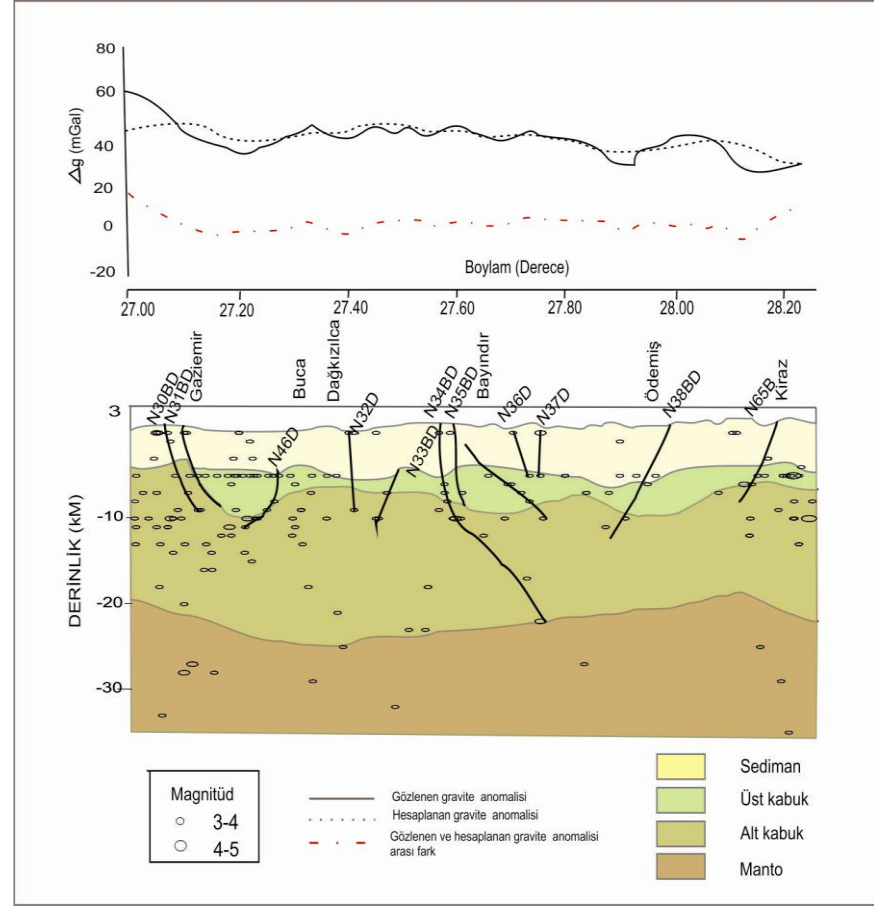 80
60
40
20
0
-20
Δg (mGal)
Boylam (Derece)
27.00 27.20 27.40 27.60 27.80 28.00 28.20
N30BD
N31BD
Gaziemir
N46D
Buca
Dağkızılca
N32D
N33BD
N34BD
N35BD
Bayındır
N36D
N37D
Ödemiş
N38BD
N65B
Kiraz
3
-10
-20
-30
DERİNLİK (kM)
Magnitüd
3-4
4-5
Gözlenen gravite anomalisi
Hesaplanan gravite anomalisi
Gözlenen ve hesaplanan gravite anomalisi
arası fark
Sediman
Üst kabuk
Alt kabuk
Manto